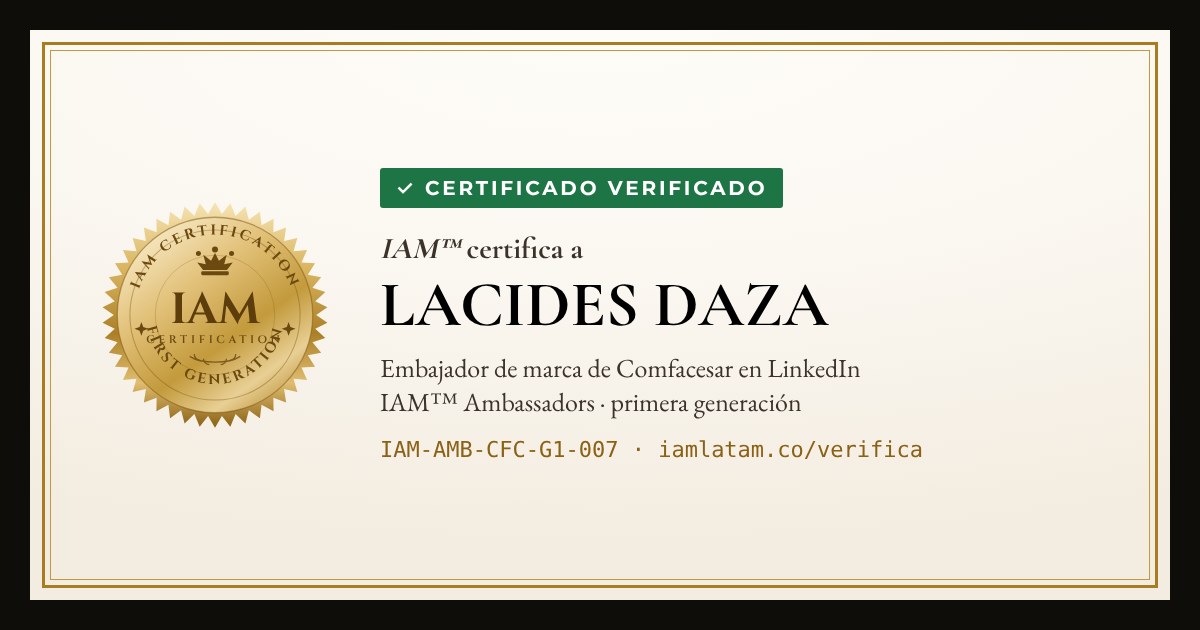 IAM CERTIFICATION
IAM
CERTIFICATION
FIRST GENERATION
✓ CERTIFICADO VERIFICADO
IAM™ certifica a
LACIDES DAZA
Embajador de marca de Comfacesar en LinkedIn
IAM™ Ambassadors · primera generación
IAM-AMB-CFC-G1-007 · iamlatam.co/verifica